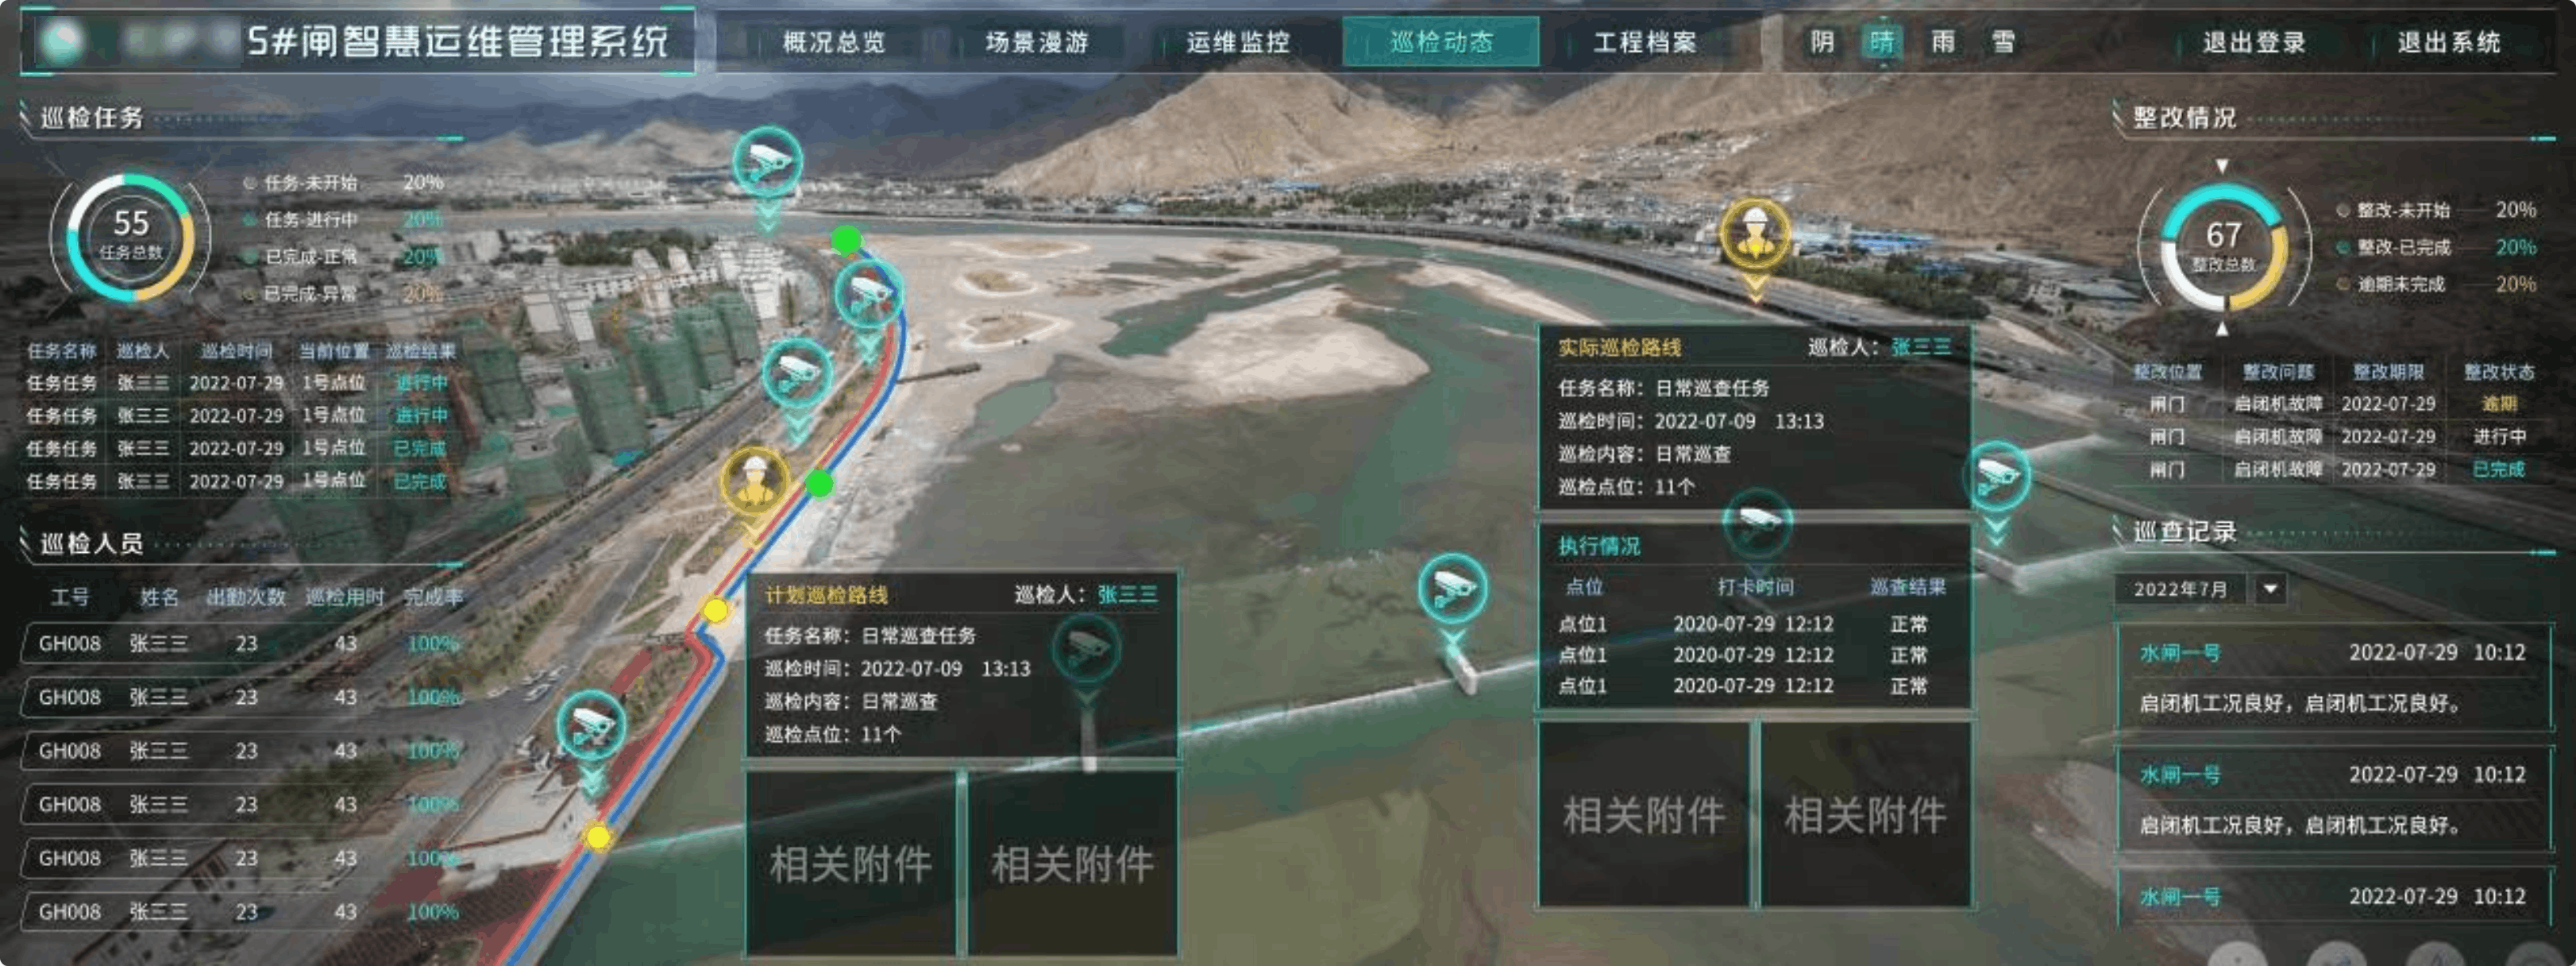 5#闸智慧运维管理系统
概况总览 场景漫游 运维监控 巡检动态 工程档案
阴 晴 雨 雪
退出登录 退出系统
巡检任务
55
任务总数
任务-未开始 20%
任务-进行中 20%
已完成-正常 20%
已完成-异常 20%
任务名称 巡检人 巡检时间 当前位置 巡检结果
任务任务 张三三 2022-07-29 1号点位 进行中
任务任务 张三三 2022-07-29 1号点位 进行中
任务任务 张三三 2022-07-29 1号点位 已完成
任务任务 张三三 2022-07-29 1号点位 已完成
巡检人员
工号 姓名 出勤次数 巡检用时 完成率
GH008 张三三 23 43 100%
GH008 张三三 23 43 100%
GH008 张三三 23 43 100%
GH008 张三三 23 43 100%
GH008 张三三 23 43 100%
GH008 张三三 23 43 100%
计划巡检路线 巡检人：张三三
任务名称：日常巡查任务
巡检时间：2022-07-09 13:13
巡检内容：日常巡查
巡检点位：11个
相关附件 相关附件
实际巡检路线 巡检人：张三三
任务名称：日常巡查任务
巡检时间：2022-07-09 13:13
巡检内容：日常巡查
巡检点位：11个
执行情况
点位 打卡时间 巡查结果
点位1 2020-07-29 12:12 正常
点位1 2020-07-29 12:12 正常
点位1 2020-07-29 12:12 正常
相关附件 相关附件
整改情况
67
整改总数
整改-未开始 20%
整改-已完成 20%
逾期未完成 20%
整改位置 整改问题 整改期限 整改状态
闸门 启闭机故障 2022-07-29 逾期
闸门 启闭机故障 2022-07-29 进行中
闸门 启闭机故障 2022-07-29 已完成
巡查记录
2022年7月
水闸一号 2022-07-29 10:12
启闭机工况良好，启闭机工况良好。
水闸一号 2022-07-29 10:12
启闭机工况良好，启闭机工况良好。
水闸一号 2022-07-29 10:12